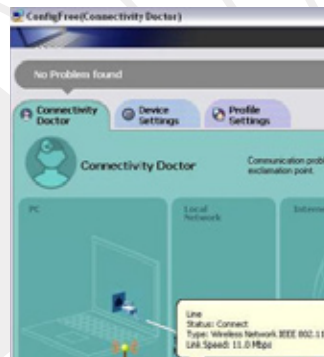 ConfigFree(Connectivity Doctor)
No Problem found
Connectivity Doctor
Device Settings
Profile Settings
Connectivity Doctor
Communication prob
exclamation point.
PC
Local Network
Intern
Line
Status: Connect
Type: Wireless Network IEEE 802.11
Link Speed: 11.0 Mbps